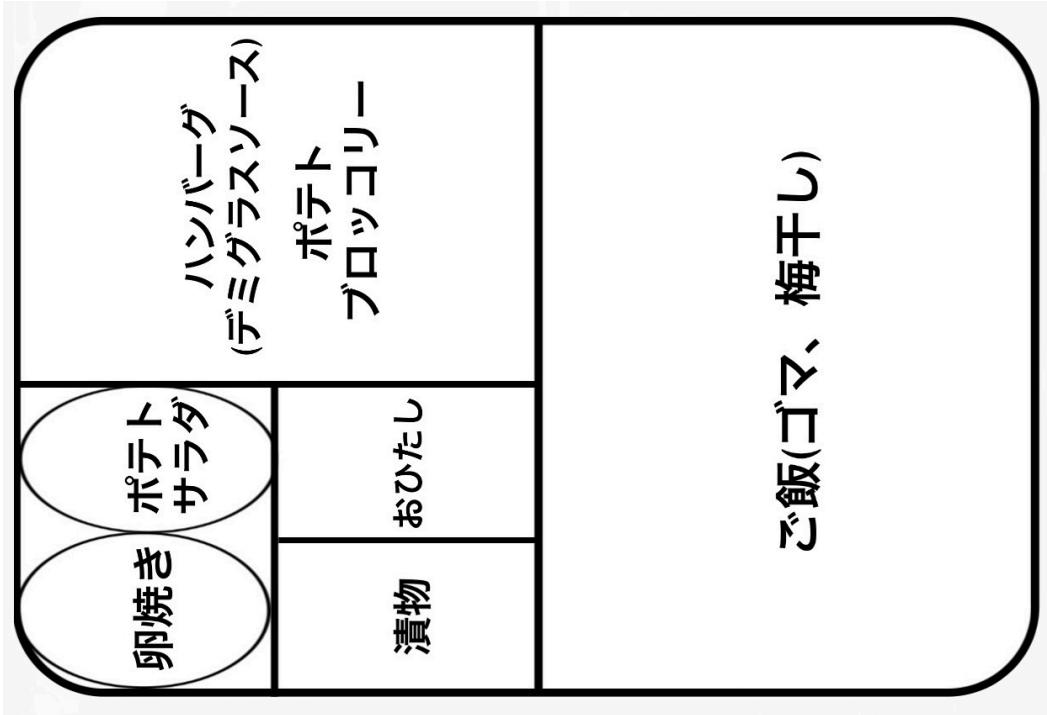 卵焼き
ポテト
サラダ
ハンバーグ
(デミグラスソース)
ポテト
ブロッコリー
漬物
おひたし
ご飯(ゴマ、梅干し)